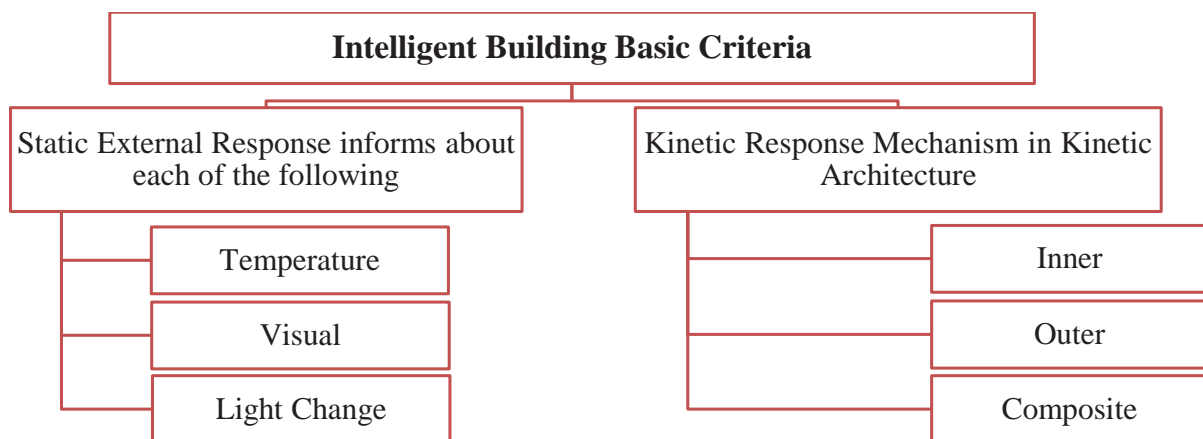 Intelligent Building Basic Criteria
Static External Response informs about
each of the following
Temperature
Visual
Light Change
Kinetic Response Mechanism in Kinetic
Architecture
Inner
Outer
Composite